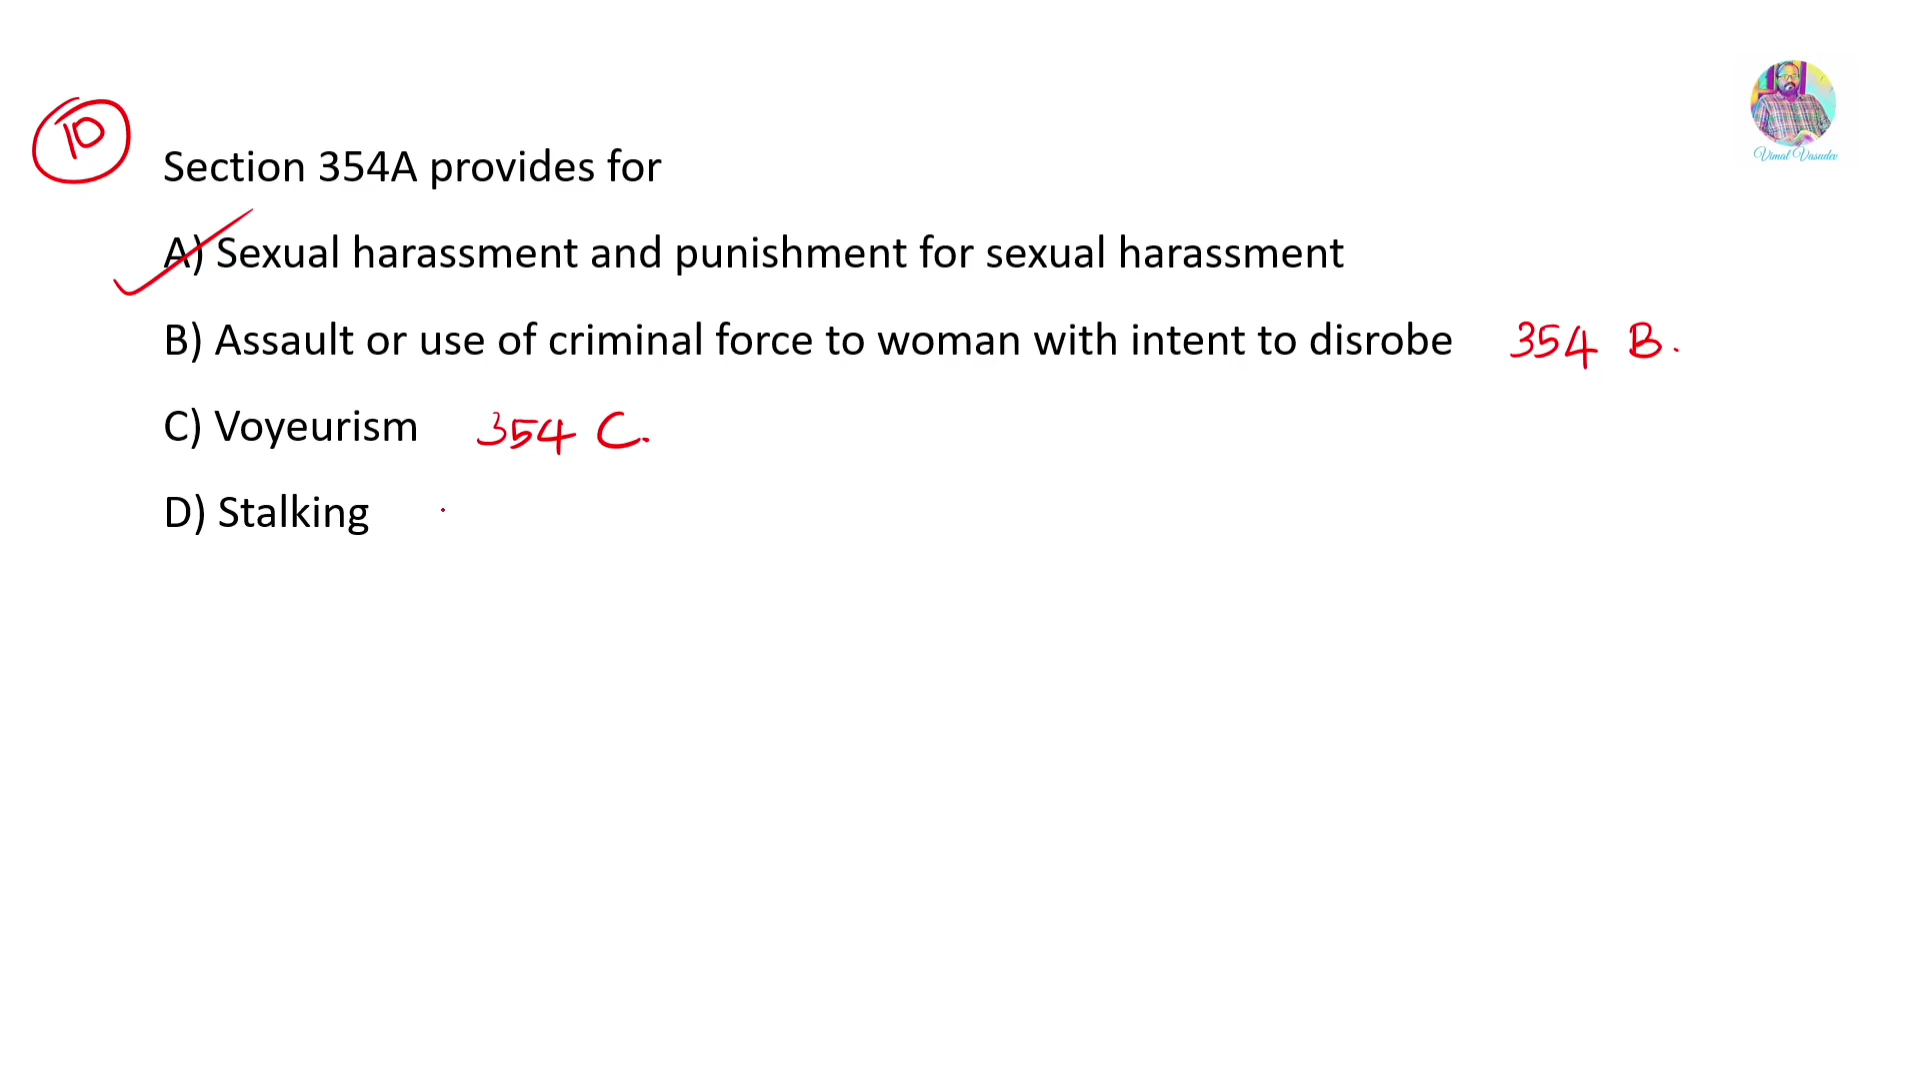 10
Section 354A provides for
A) Sexual harassment and punishment for sexual harassment
B) Assault or use of criminal force to woman with intent to disrobe 354 B.
C) Voyeurism 354 C.
D) Stalking
Vimal Vasudev